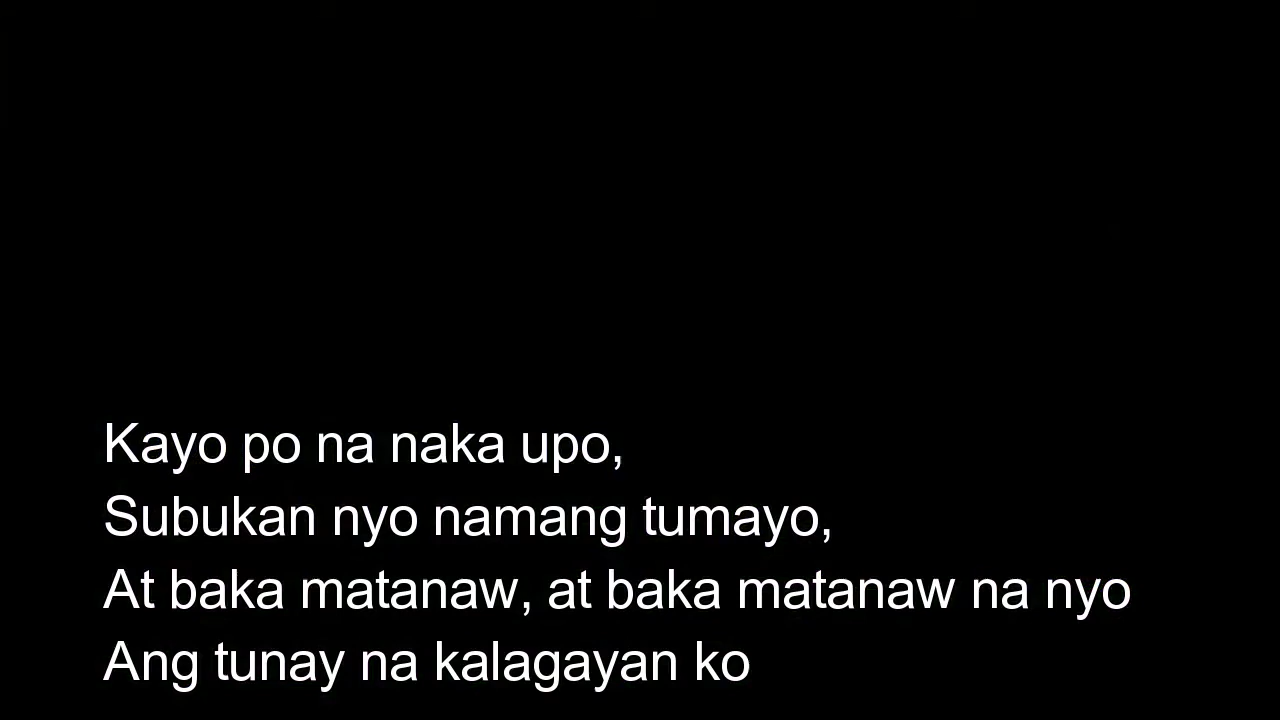 Kayo po na naka upo,
Subukan nyo namang tumayo,
At baka matanaw, at baka matanaw na nyo
Ang tunay na kalagayan ko